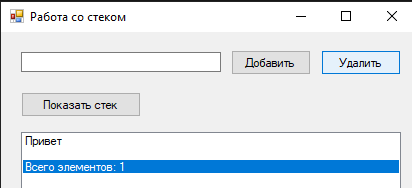 Работа со стеком
Добавить
Удалить
Показать стек
Привет
Всего элементов: 1